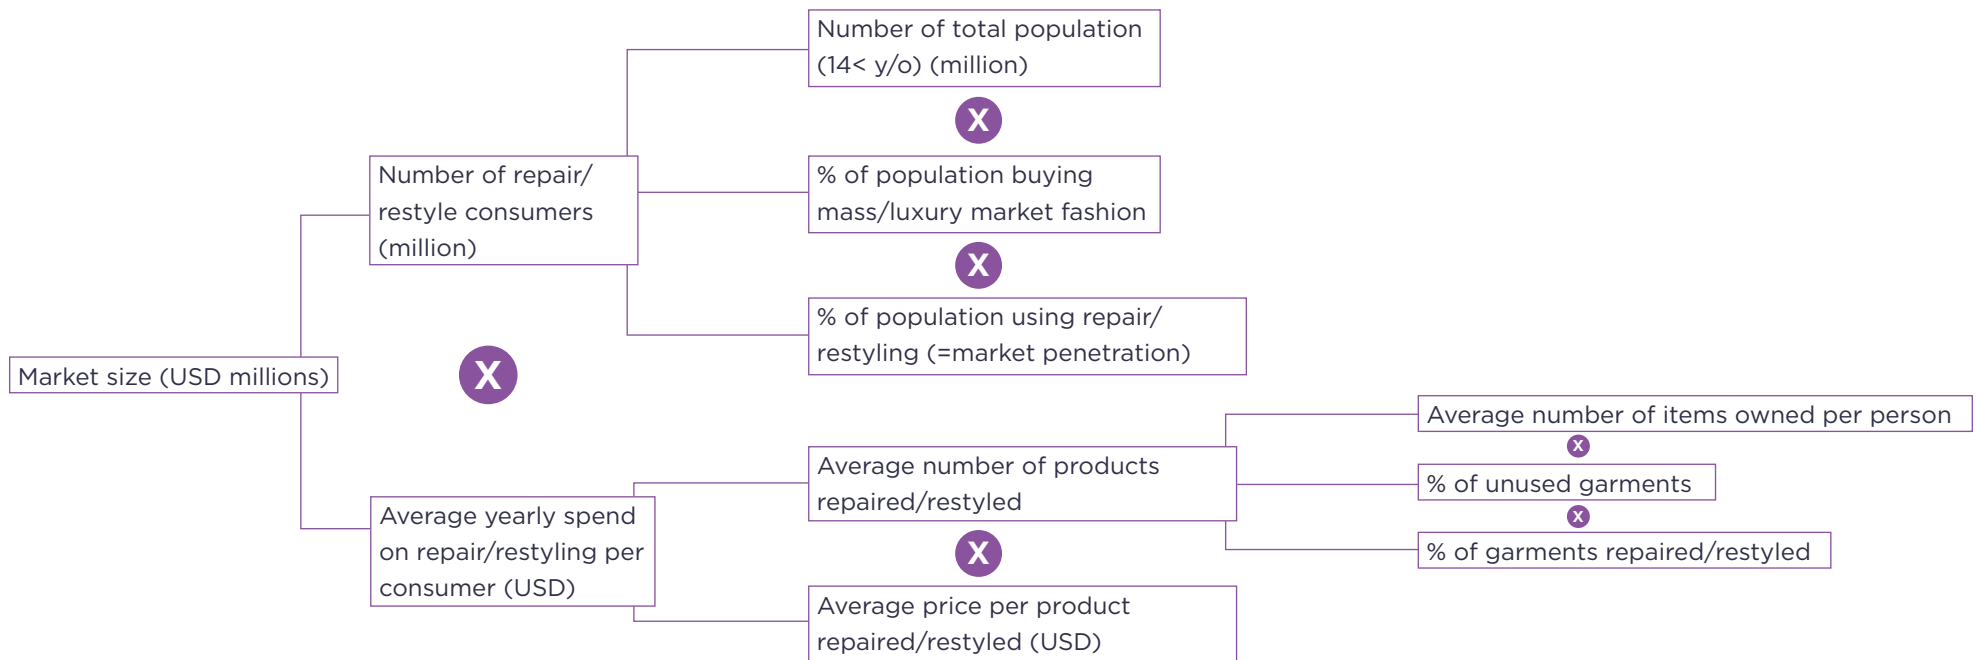 Number of total population
(14< y/o) (million)
X
Number of repair/
restyle consumers
(million)
% of population buying
mass/luxury market fashion
X
% of population using repair/
restyling (=market penetration)
Market size (USD millions)
X
Average number of items owned per person
X
Average number of products
repaired/restyled
% of unused garments
X
Average yearly spend
on repair/restyling per
consumer (USD)
X
% of garments repaired/restyled
Average price per product
repaired/restyled (USD)